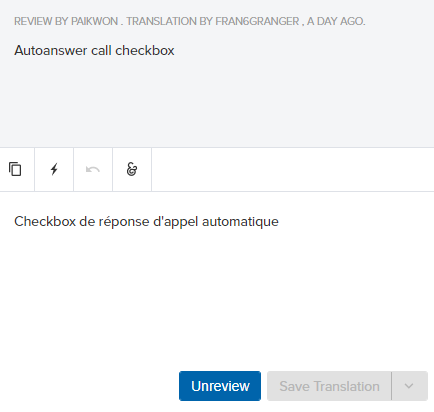 REVIEW BY PAIKWON . TRANSLATION BY FRAN6GRANGER , A DAY AGO.
Autoanswer call checkbox
Checkbox de réponse d'appel automatique
Unreview
Save Translation